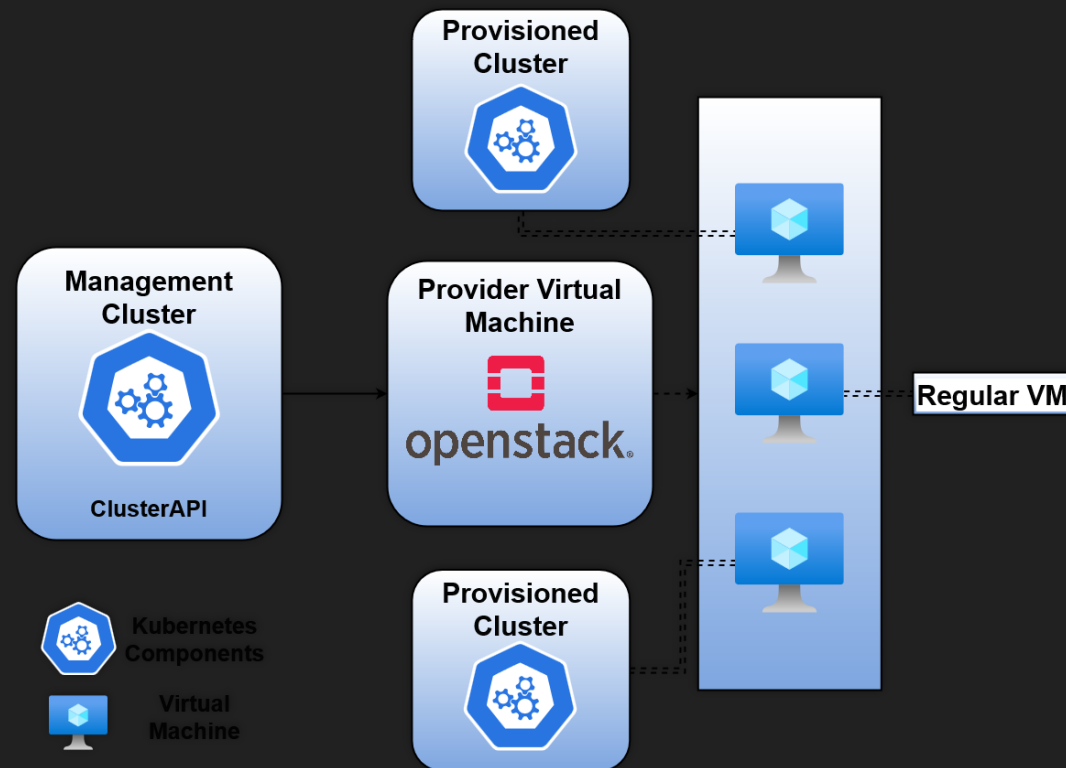 Provisioned
Cluster
Management
Cluster
ClusterAPI
Provider Virtual
Machine
openstack®
Regular VM
Provisioned
Cluster
Kubernetes
Components
Virtual
Machine